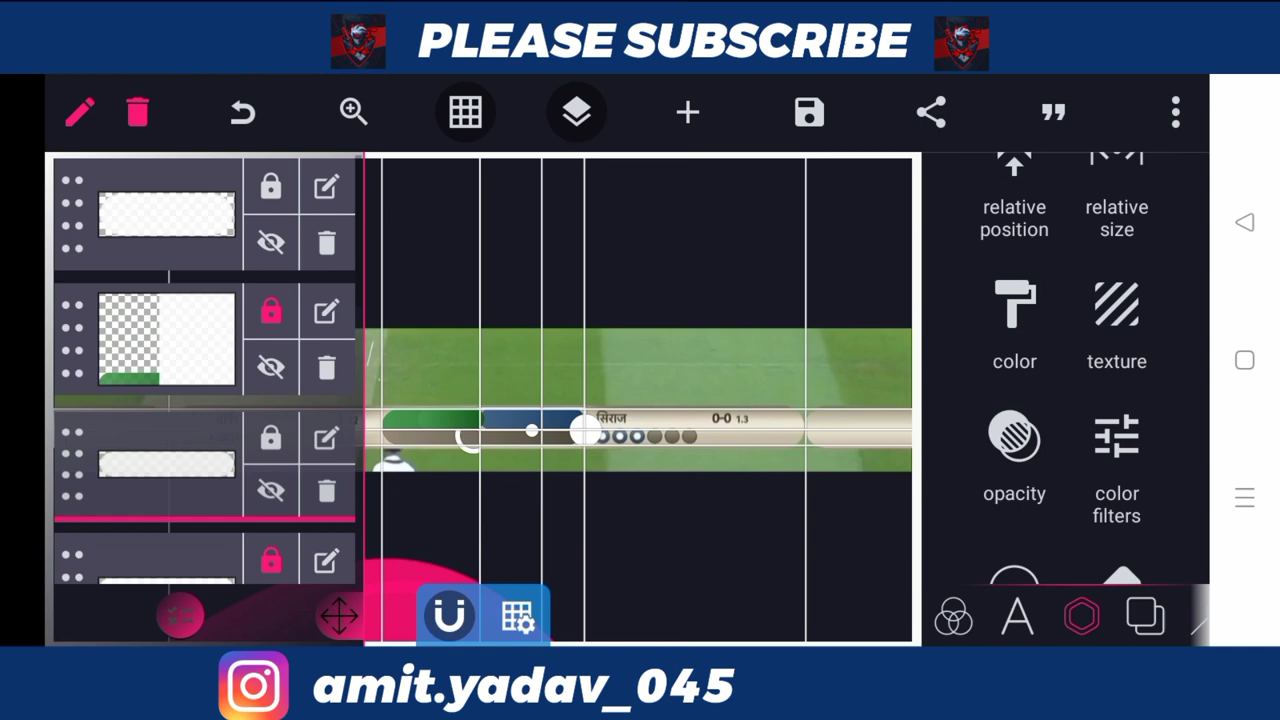 PLEASE SUBSCRIBE
relative
position
relative
size
color
texture
सिराज
0-0 1.3
opacity
color
filters
amit.yadav_045